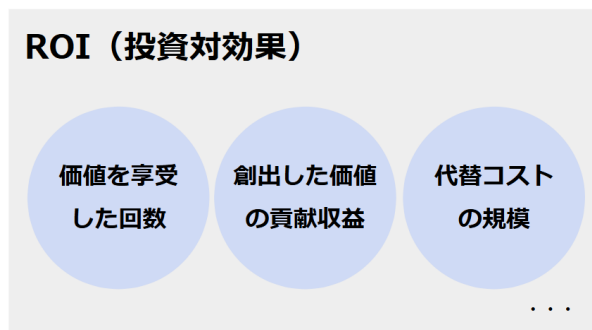 ROI（投資対効果）
価値を享受
した回数
創出した価値
の貢献収益
代替コスト
の規模
・・・